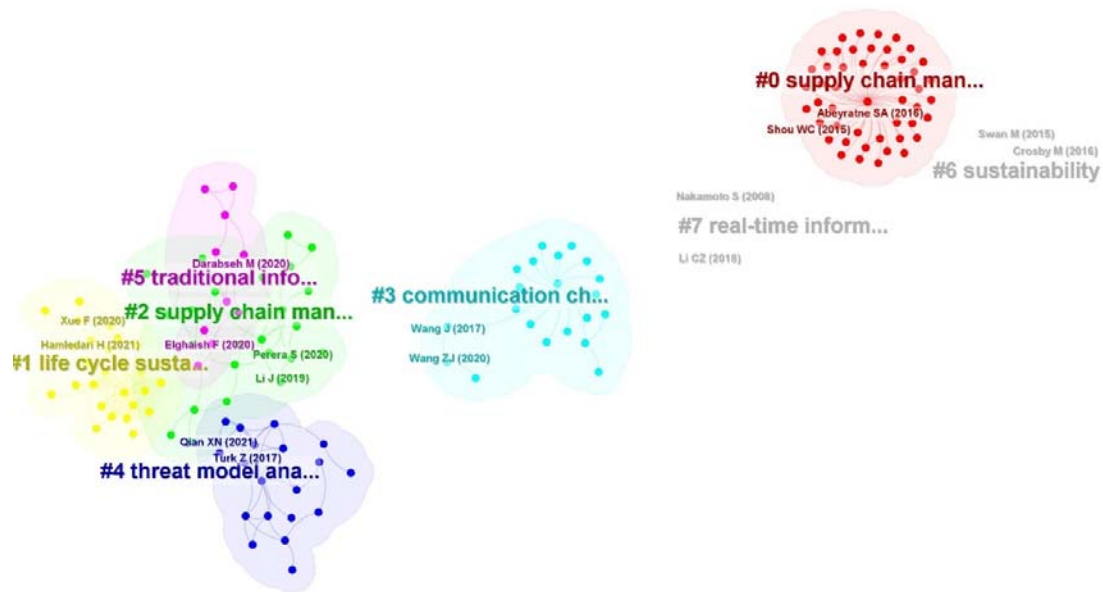 #0 supply chain man...
Abeyratne SA (2016)
Shou WC (2015)
Swan M (2015)
Crosby M (2016)
#6 sustainability
Nakamoto S (2008)
#7 real-time inform...
Li CZ (2018)
Darabseh M (2020)
#5 traditional info...
#2 supply chain man...
Xue F (2020)
Hamledari H (2021)
Elghaish F (2020)
Perera S (2020)
#1 life cycle susta...
Li J (2019)
#3 communication ch...
Wang J (2017)
Wang ZJ (2020)
Qian XN (2021)
Turk Z (2017)
#4 threat model ana...